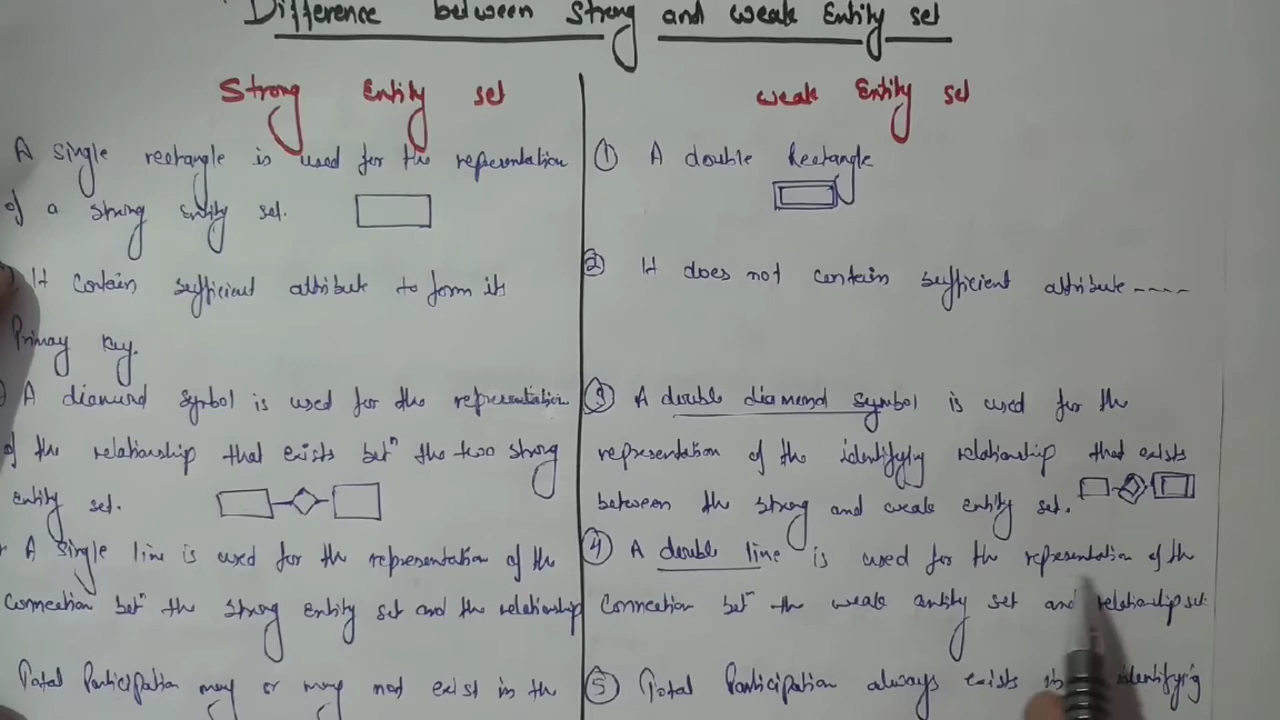 Difference between Strong and weak Entity set
Strong Entity set
A single rectangle is used for the represntation
of a strong Entity set.
It contain sufficient attribute to form its
Primay key.
A diamond symbol is used for the representation
of the relationship that exists betn the two strong
entity set.
A single line is used for the representation of the
Connection betn the strong Entity set and the relationship
Total Participation may or may not exist in the
weak Entity set
① A double Rectangle
② It does not contain sufficient attribute ----
③ A double diamond symbol is used for the
representation of the identifying relationship that exists
between the strong and weak entity set.
④ A double line is used for the representation of the
Connection betn the weak entity set and relationship set.
⑤ Total Participation always exists identifying